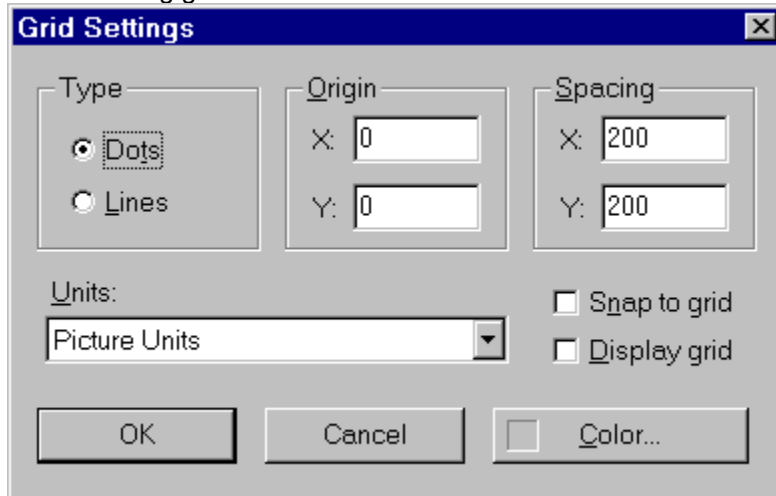 Grid Settings
Type
Dots
Lines
Origin
X: 0
Y: 0
Spacing
X: 200
Y: 200
Units:
Picture Units
Snap to grid
Display grid
OK
Cancel
Color...